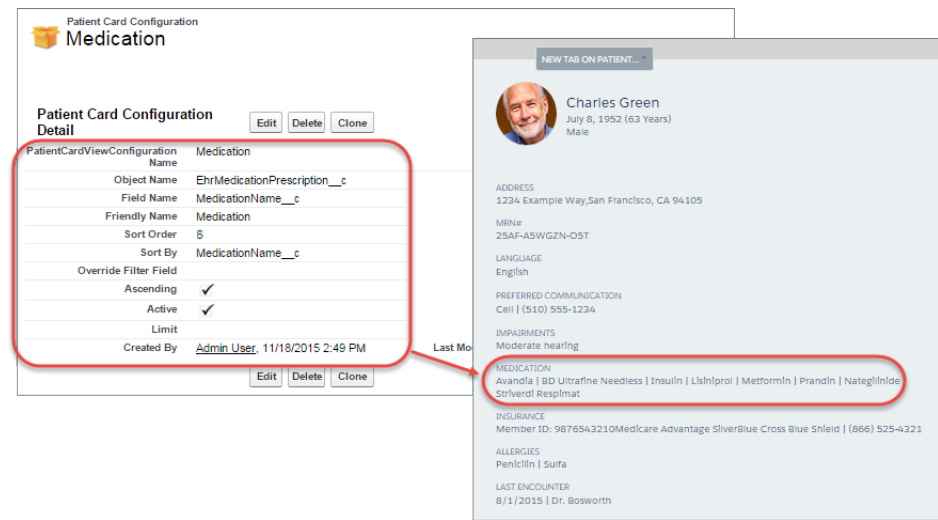 Patient Card Configuration
Medication
Patient Card Configuration
Detail
Edit Delete Clone
PatientCardViewConfiguration
Name Medication
Object Name EhrMedicationPrescription__c
Field Name MedicationName__c
Friendly Name Medication
Sort Order 6
Sort By MedicationName__c
Override Filter Field
Ascending ✓
Active ✓
Limit
Created By Admin User, 11/18/2015 2:49 PM
Last Mo
Edit Delete Clone
NEW TAB ON PATIENT...
Charles Green
July 8, 1952 (63 Years)
Male
ADDRESS
1234 Example Way,San Francisco, CA 94105
MRN#
25AF-A5WGZN-O5T
LANGUAGE
English
PREFERRED COMMUNICATION
Cell | (510) 555-1234
IMPAIRMENTS
Moderate hearing
MEDICATION
Avandia | BD Ultrafine Needless | Insulin | Lisinlprol | Metformin | Prandin | Nateglilnide
Striverdi Respimat
INSURANCE
Member ID: 9876543210Medicare Advantage SilverBlue Cross Blue Shield | (866) 525-4321
ALLERGIES
Penicillin | Sulfa
LAST ENCOUNTER
8/1/2015 | Dr. Bosworth